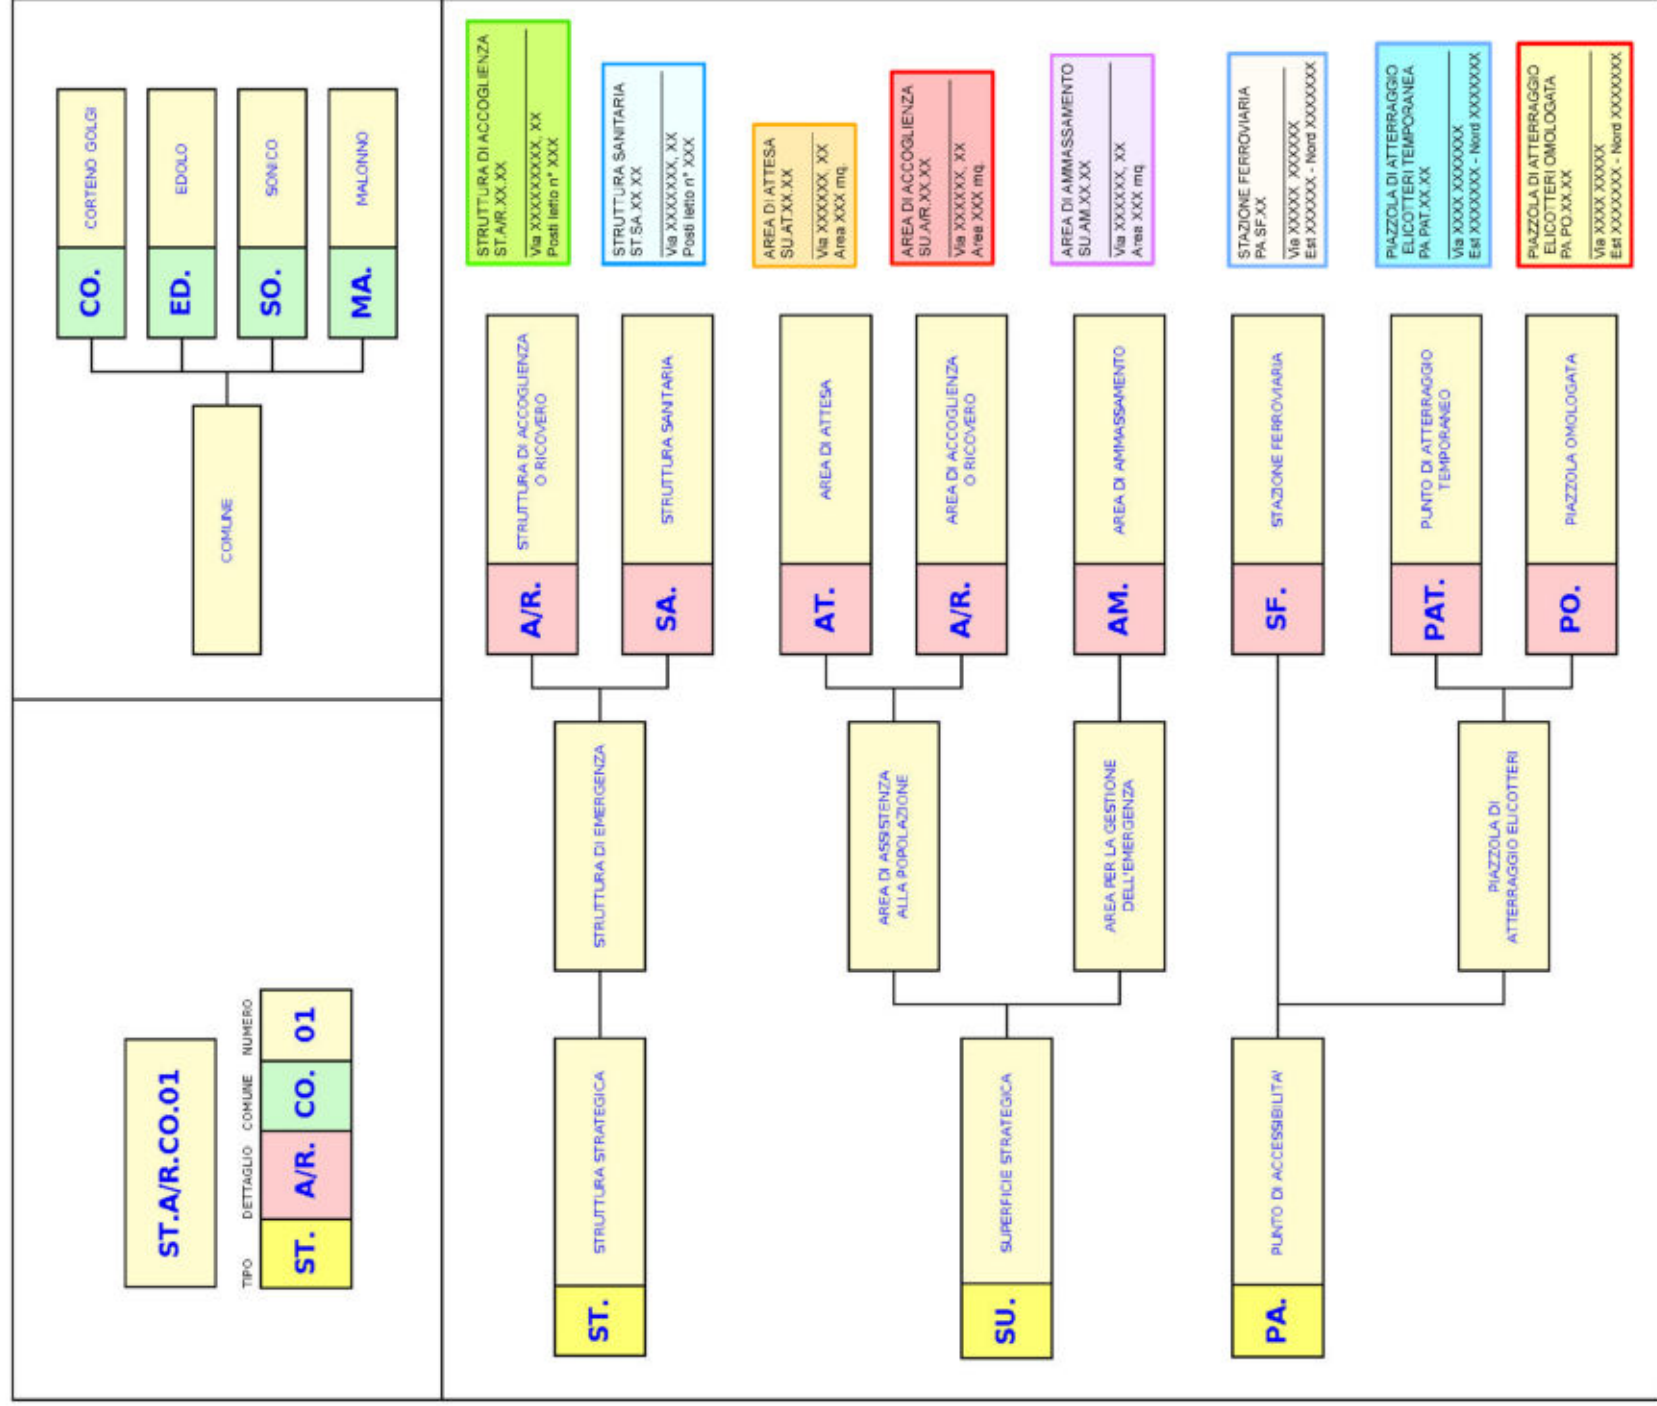 ST.A/R.CO.01
TIPO
DETTAGLIO
COMUNE
NUMERO
ST.
A/R.
CO.
01
COMUNE
CO.
CORTENO GOLGI
ED.
EDOLO
SO.
SONICO
MA.
MALONNO
ST.
STRUTTURA STRATEGICA
STRUTTURA DI EMERGENZA
A/R.
STRUTTURA DI ACCOGLIENZA
O RICOVERO
STRUTTURA DI ACCOGLIENZA
ST.A/R.XX.XX
Via XXXXXXXX, XX
Posti letto n° XXX
SA.
STRUTTURA SANITARIA
STRUTTURA SANITARIA
ST.SA.XX.XX
Via XXXXXXX, XX
Posti letto n° XXX
SU.
SUPERFICIE STRATEGICA
AREA DI ASSISTENZA
ALLA POPOLAZIONE
AT.
AREA DI ATTESA
AREA DI ATTESA
SU.AT.XX.XX
Via XXXXXX, XX
Area XXX mq.
A/R.
AREA DI ACCOGLIENZA
O RICOVERO
AREA DI ACCOGLIENZA
SU.A/R.XX.XX
Via XXXXXX, XX
Area XXX mq.
AREA PER LA GESTIONE
DELL'EMERGENZA
AM.
AREA DI AMMASSAMENTO
AREA DI AMMASSAMENTO
SU.AM.XX.XX
Via XXXXXX, XX
Area XXX mq.
PA.
PUNTO DI ACCESSIBILITA'
SF.
STAZIONE FERROVIARIA
STAZIONE FERROVIARIA
PA.SF.XX
Via XXXXX XXXXXX
Est XXXXXXX - Nord XXXXXXX
PIAZZOLA DI
ATTERRAGGIO ELICOTTERI
PAT.
PUNTO DI ATTERRAGGIO
TEMPORANEO
PIAZZOLA DI ATTERRAGGIO
ELICOTTERI TEMPORANEA
PA.PAT.XX.XX
Via XXXX XXXXXX
Est XXXXXXX - Nord XXXXXXX
PO.
PIAZZOLA OMOLOGATA
PIAZZOLA DI ATTERRAGGIO
ELICOTTERI OMOLOGATA
PA.PO.XX.XX
Via XXXX XXXXX
Est XXXXXXX - Nord XXXXXXX